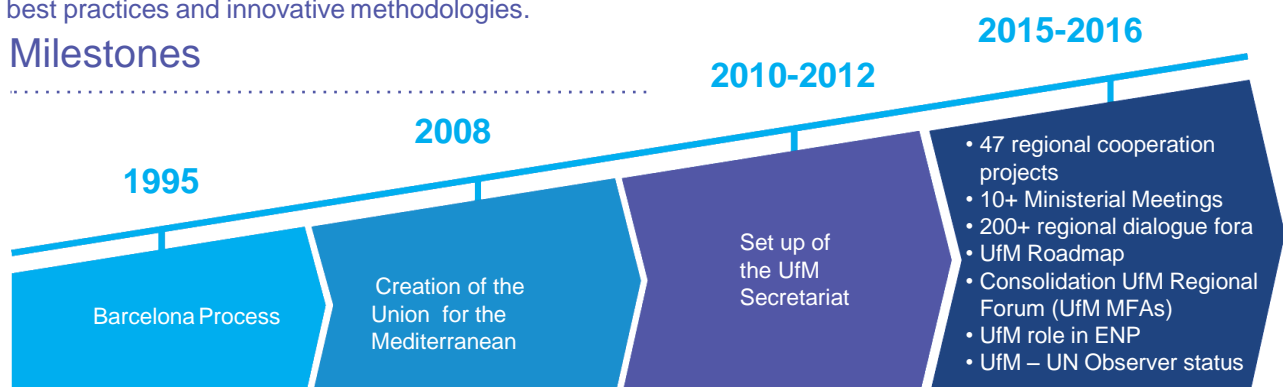 best practices and innovative methodologies.
Milestones
1995
2008
2010-2012
2015-2016
Barcelona Process
Creation of the
Union for the
Mediterranean
Set up of
the UfM
Secretariat
• 47 regional cooperation
projects
• 10+ Ministerial Meetings
• 200+ regional dialogue fora
• UfM Roadmap
• Consolidation UfM Regional
Forum (UfM MFAs)
• UfM role in ENP
• UfM – UN Observer status